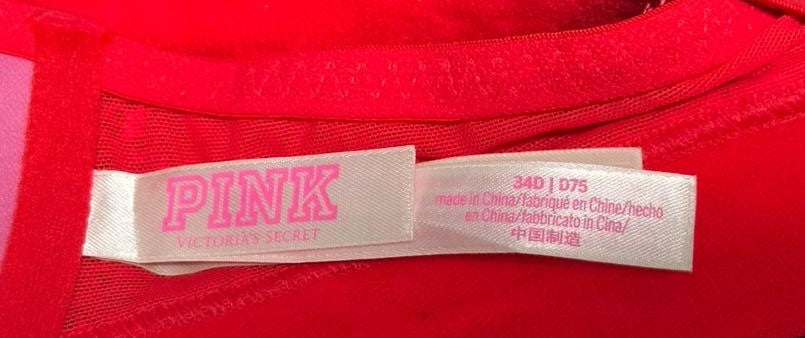 PINK
VICTORIA'S SECRET
34D | D75
made in China/fabriqué en Chine/hecho
en China/fabbricato in Cina/
中国制造